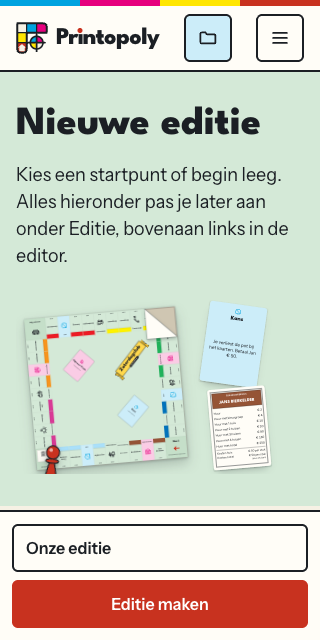 Printopoly
Nieuwe editie
Kies een startpunt of begin leeg.
Alles hieronder pas je later aan
onder Editie, bovenaan links in de
editor.
Kans
Onze editie
Editie maken